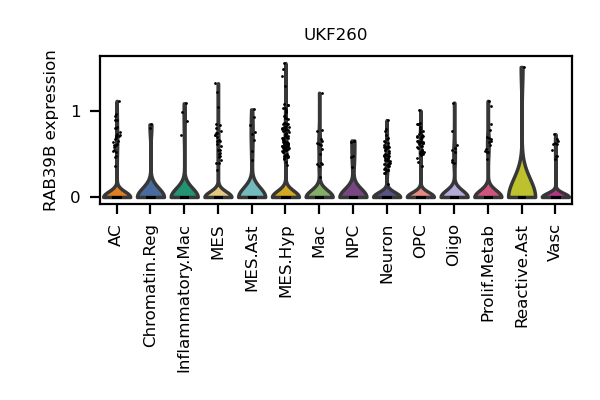 UKF260
RAB39B expression
1
0
AC
Chromatin.Reg
Inflammatory.Mac
MES
MES.Ast
MES.Hyp
Mac
NPC
Neuron
OPC
Oligo
Prolif.Metab
Reactive.Ast
Vasc